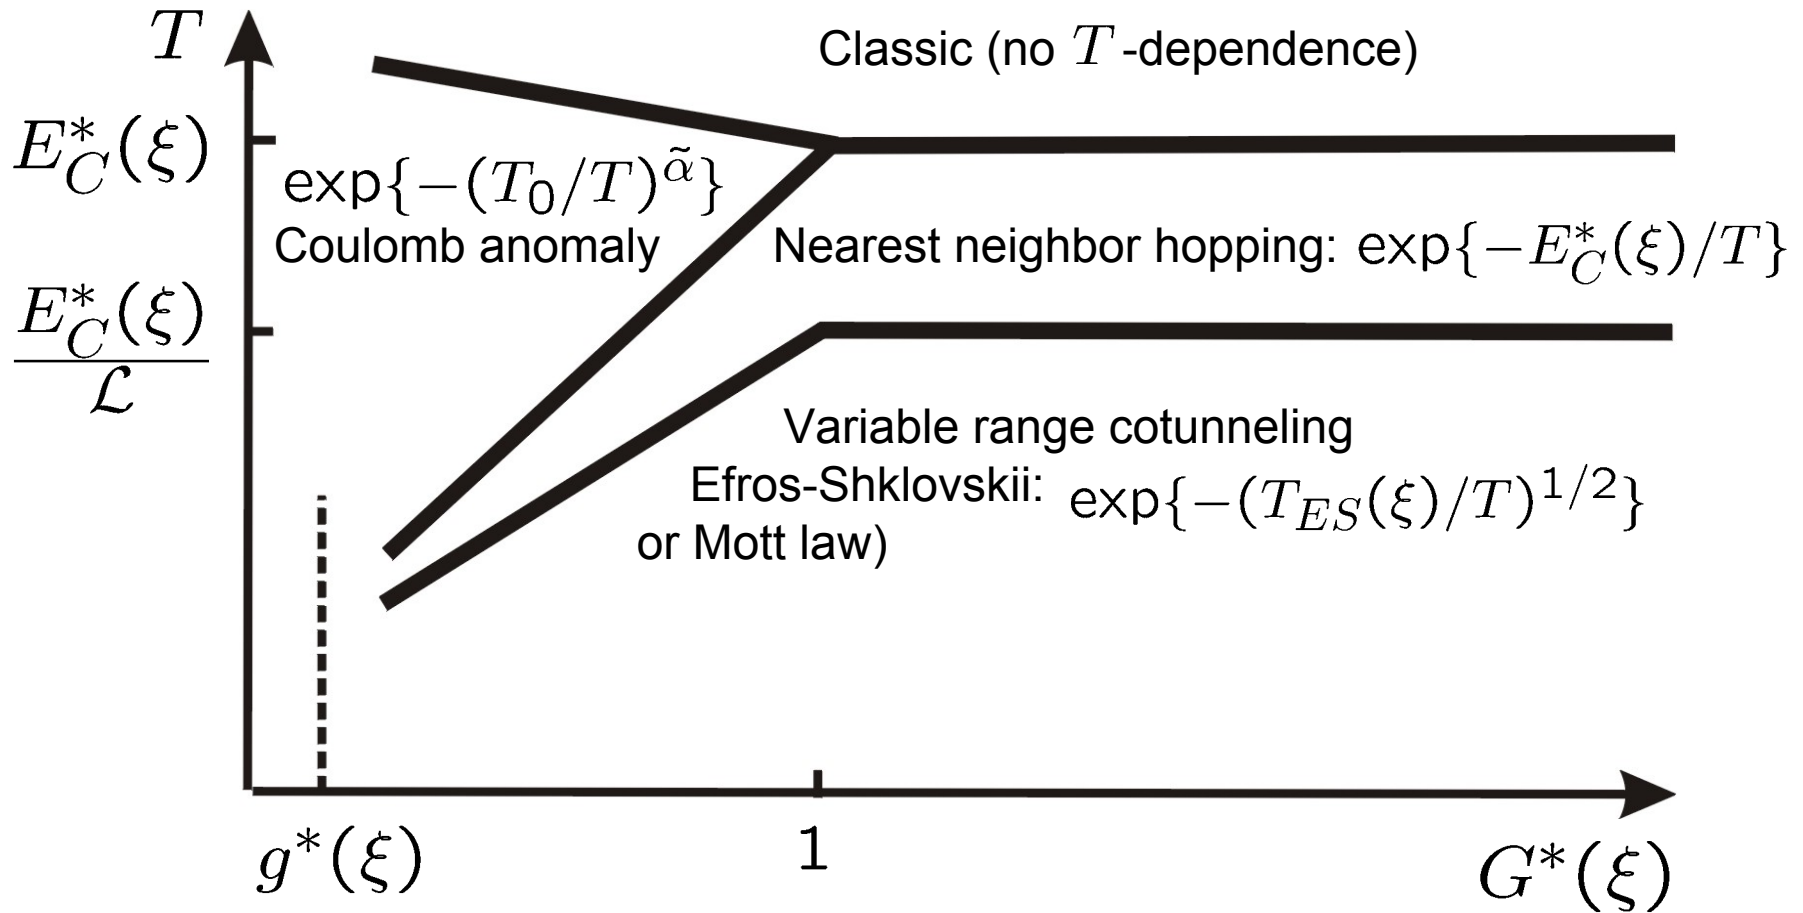 T
Classic (no T -dependence)
E*_C(ξ)
exp{−(T_0/T)^α̃}
Coulomb anomaly
Nearest neighbor hopping: exp{−E*_C(ξ)/T}
E*_C(ξ)
ℒ
Variable range cotunneling
Efros-Shklovskii: exp{−(T_ES(ξ)/T)^1/2}
or Mott law)
g*(ξ)
1
G*(ξ)